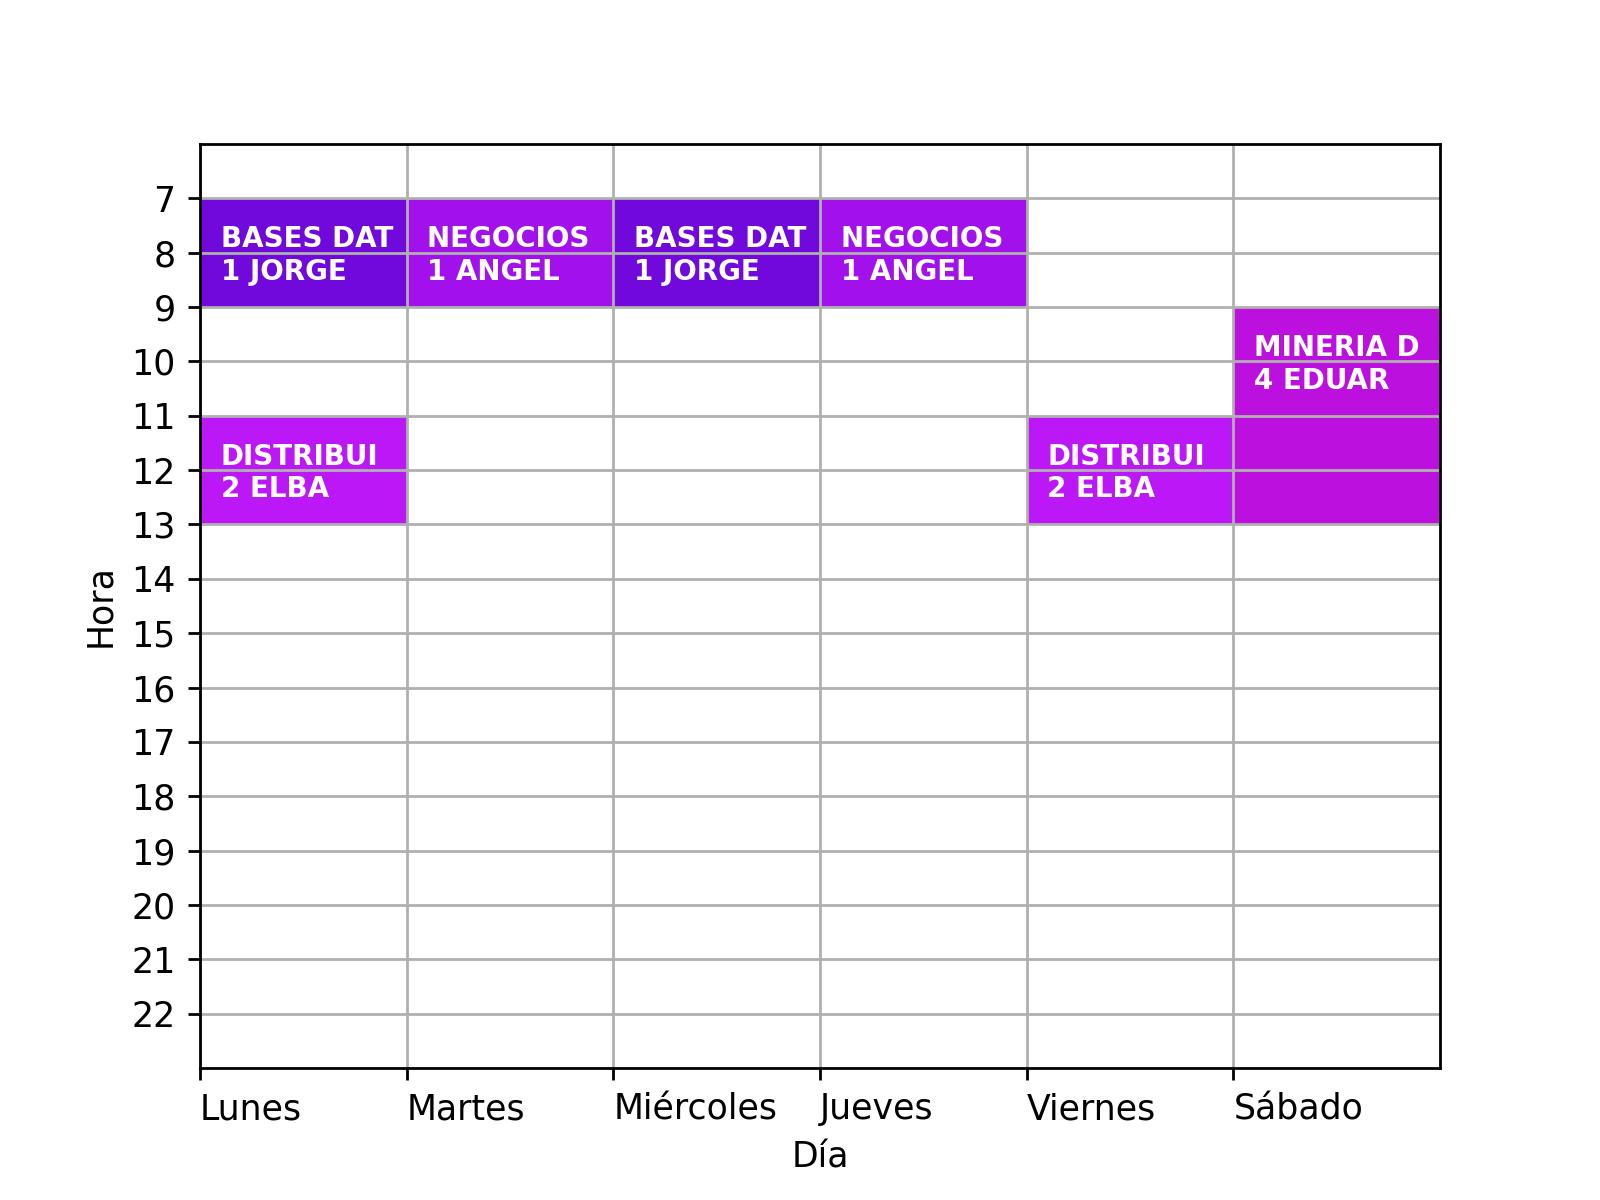 7
BASES DAT
1 JORGE
NEGOCIOS
1 ANGEL
BASES DAT
1 JORGE
NEGOCIOS
1 ANGEL
8
9
MINERIA D
4 EDUAR
10
11
DISTRIBUI
2 ELBA
DISTRIBUI
2 ELBA
12
13
14
Hora
15
16
17
18
19
20
21
22
Lunes Martes Miércoles Jueves Viernes Sábado
Día